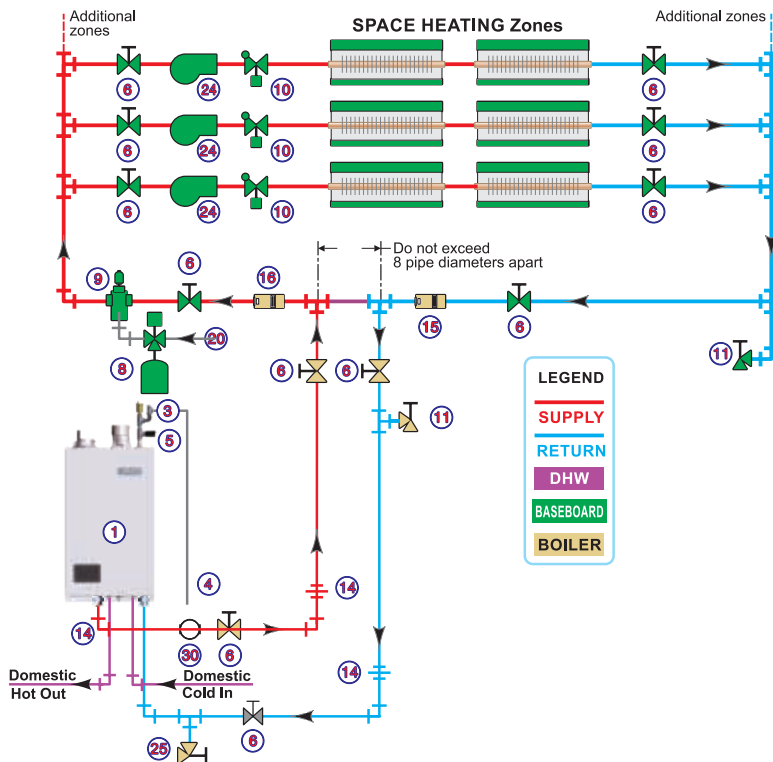 Additional
zones
SPACE HEATING Zones
Additional zones
6
24
10
6
6
24
10
6
6
24
10
6
Do not exceed
8 pipe diameters apart
9
6
16
15
6
20
8
6
6
11
11
3
5
1
4
14
14
30
6
14
Domestic
Hot Out
Domestic
Cold In
25
6
LEGEND
SUPPLY
RETURN
DHW
BASEBOARD
BOILER